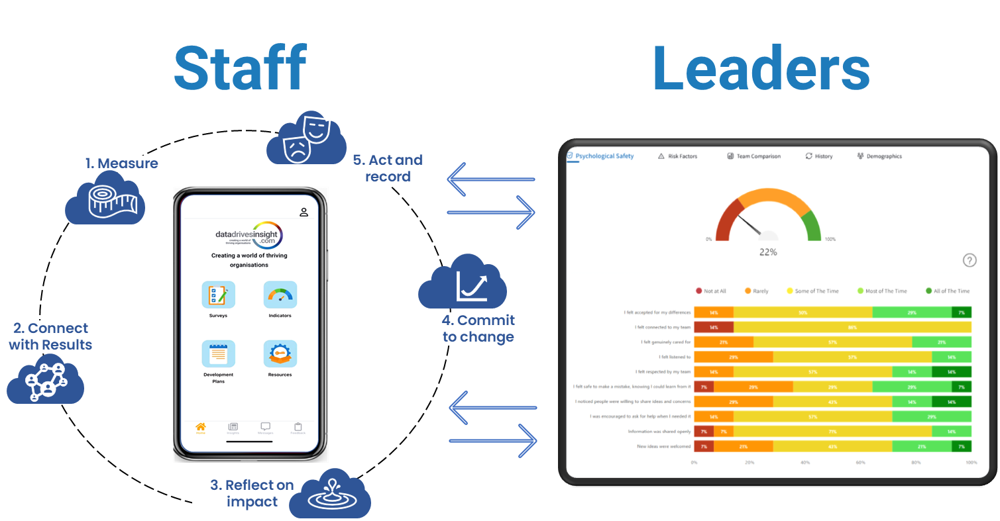 Staff
Leaders
1. Measure
5. Act and
record
2. Connect
with Results
4. Commit
to change
3. Reflect on
impact
datadrivesinsight
.com
creating a world of
thriving organisations
Creating a world of thriving
organisations
Surveys
Indicators
Development
Plans
Resources
Home
Insights
Messages
Feedback
Psychological Safety
Risk Factors
Team Comparison
History
Demographics
0%
100%
22%
?
Not at All
Rarely
Some of The Time
Most of The Time
All of The Time
I felt accepted for my differences 14% 50% 29% 7%
I felt connected to my team 14% 86%
I felt genuinely cared for 21% 57% 21%
I felt listened to 29% 57% 14%
I felt respected by my team 14% 57% 14% 14%
I felt safe to make a mistake, knowing I could learn from it 7% 29% 29% 29% 7%
I noticed people were willing to share ideas and concerns 29% 43% 14% 14%
I was encouraged to ask for help when I needed it 14% 57% 29%
Information was shared openly 7% 7% 71% 14%
New ideas were welcomed 7% 21% 43% 21% 7%
0% 20% 40% 60% 80% 100%